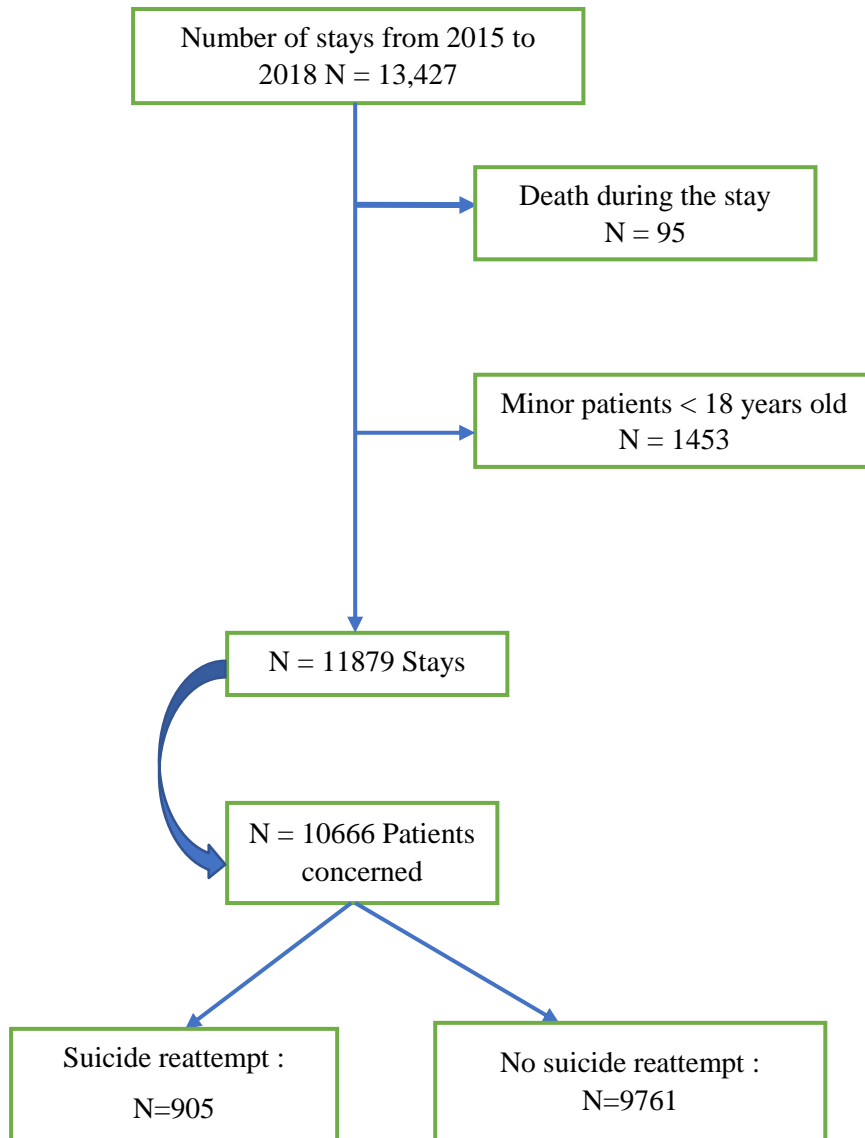 Number of stays from 2015 to
2018 N = 13,427
Death during the stay
N = 95
Minor patients < 18 years old
N = 1453
N = 11879 Stays
N = 10666 Patients
concerned
Suicide reattempt :
N=905
No suicide reattempt :
N=9761